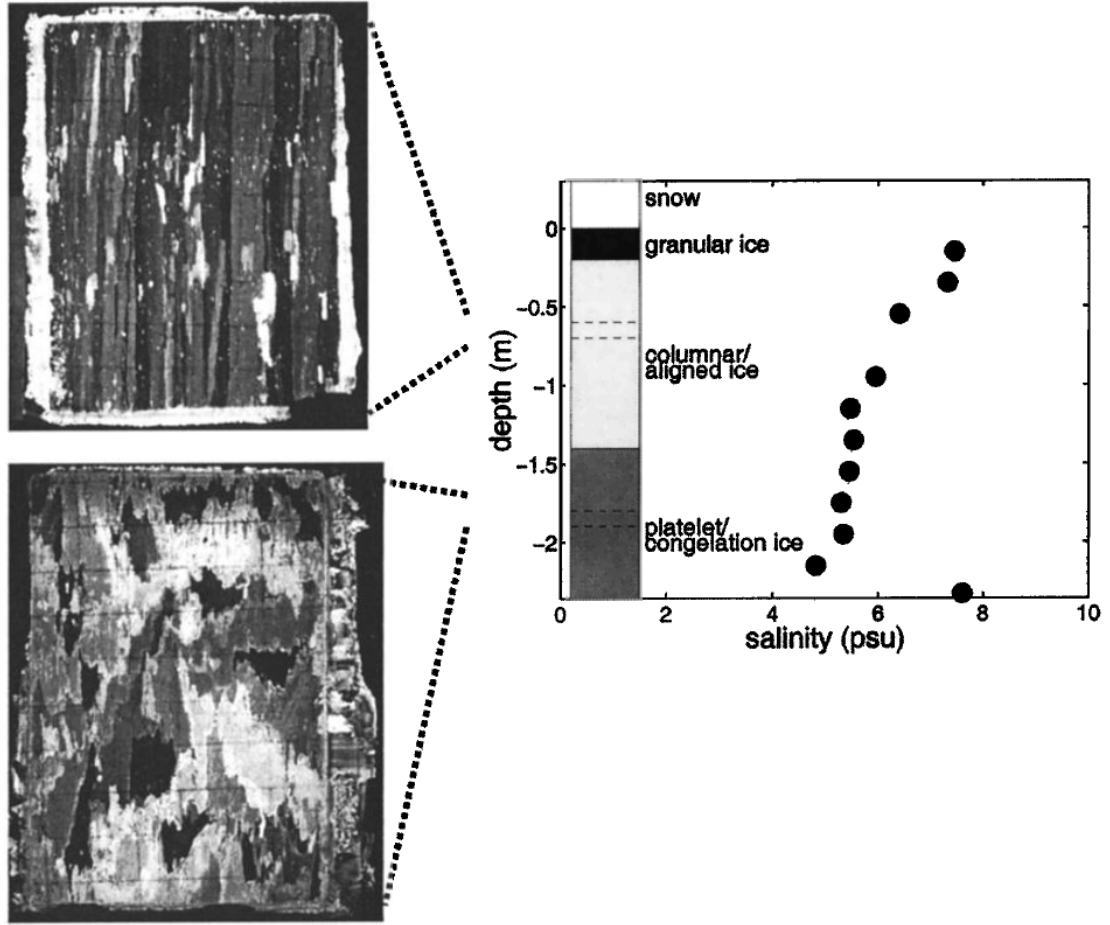 snow
0
granular ice
−0.5
columnar/
aligned ice
−1
−1.5
platelet/
congelation ice
−2
0
2
4
6
8
10
depth (m)
salinity (psu)